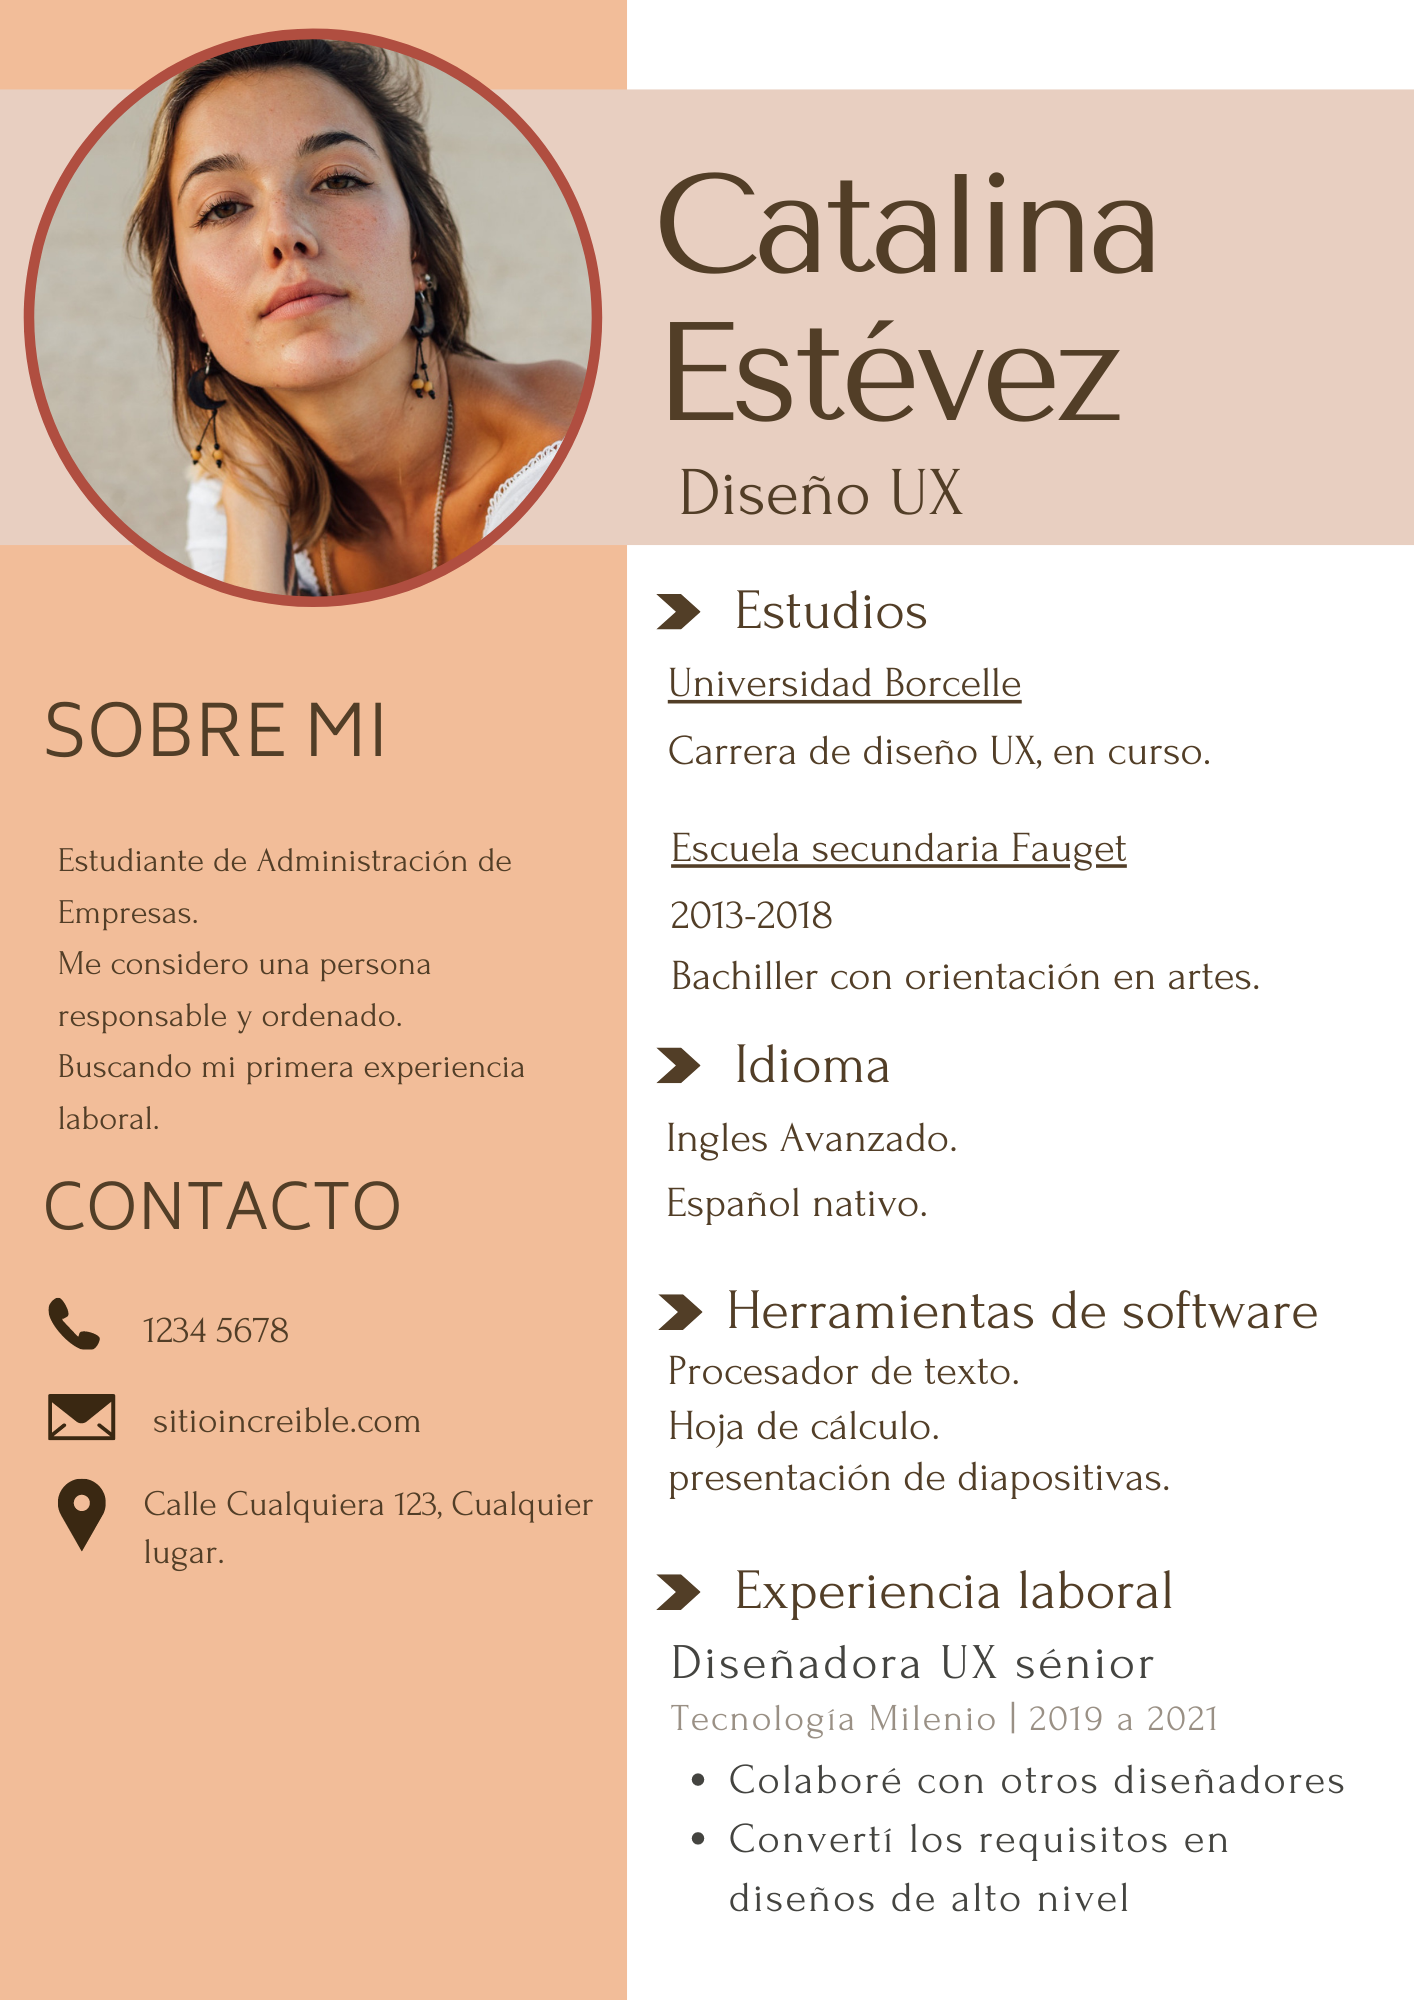 Catalina
Estévez
Diseño UX
SOBRE MI
Estudiante de Administración de
Empresas.
Me considero una persona
responsable y ordenado.
Buscando mi primera experiencia
laboral.
CONTACTO
1234 5678
sitioincreible.com
Calle Cualquiera 123, Cualquier
lugar.
Estudios
Universidad Borcelle
Carrera de diseño UX, en curso.
Escuela secundaria Fauget
2013-2018
Bachiller con orientación en artes.
Idioma
Ingles Avanzado.
Español nativo.
Herramientas de software
Procesador de texto.
Hoja de cálculo.
presentación de diapositivas.
Experiencia laboral
Diseñadora UX sénior
Tecnología Milenio | 2019 a 2021
• Colaboré con otros diseñadores
• Convertí los requisitos en
diseños de alto nivel